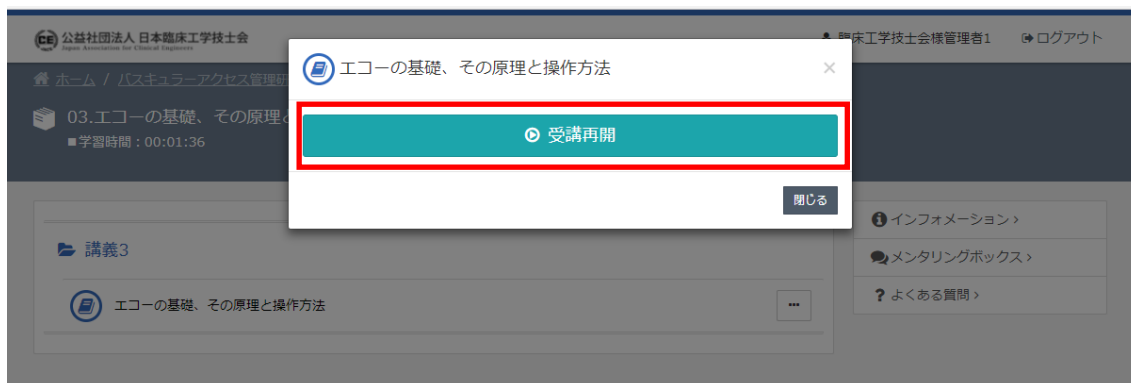 公益社団法人 日本臨床工学技士会
Japan Association for Clinical Engineers
臨床工学技士会様管理者1
ログアウト
ホーム / バスキュラーアクセス管理研
03.エコーの基礎、その原理と
■学習時間：00:01:36
エコーの基礎、その原理と操作方法
×
受講再開
閉じる
講義3
エコーの基礎、その原理と操作方法
インフォメーション ›
メンタリングボックス ›
? よくある質問 ›